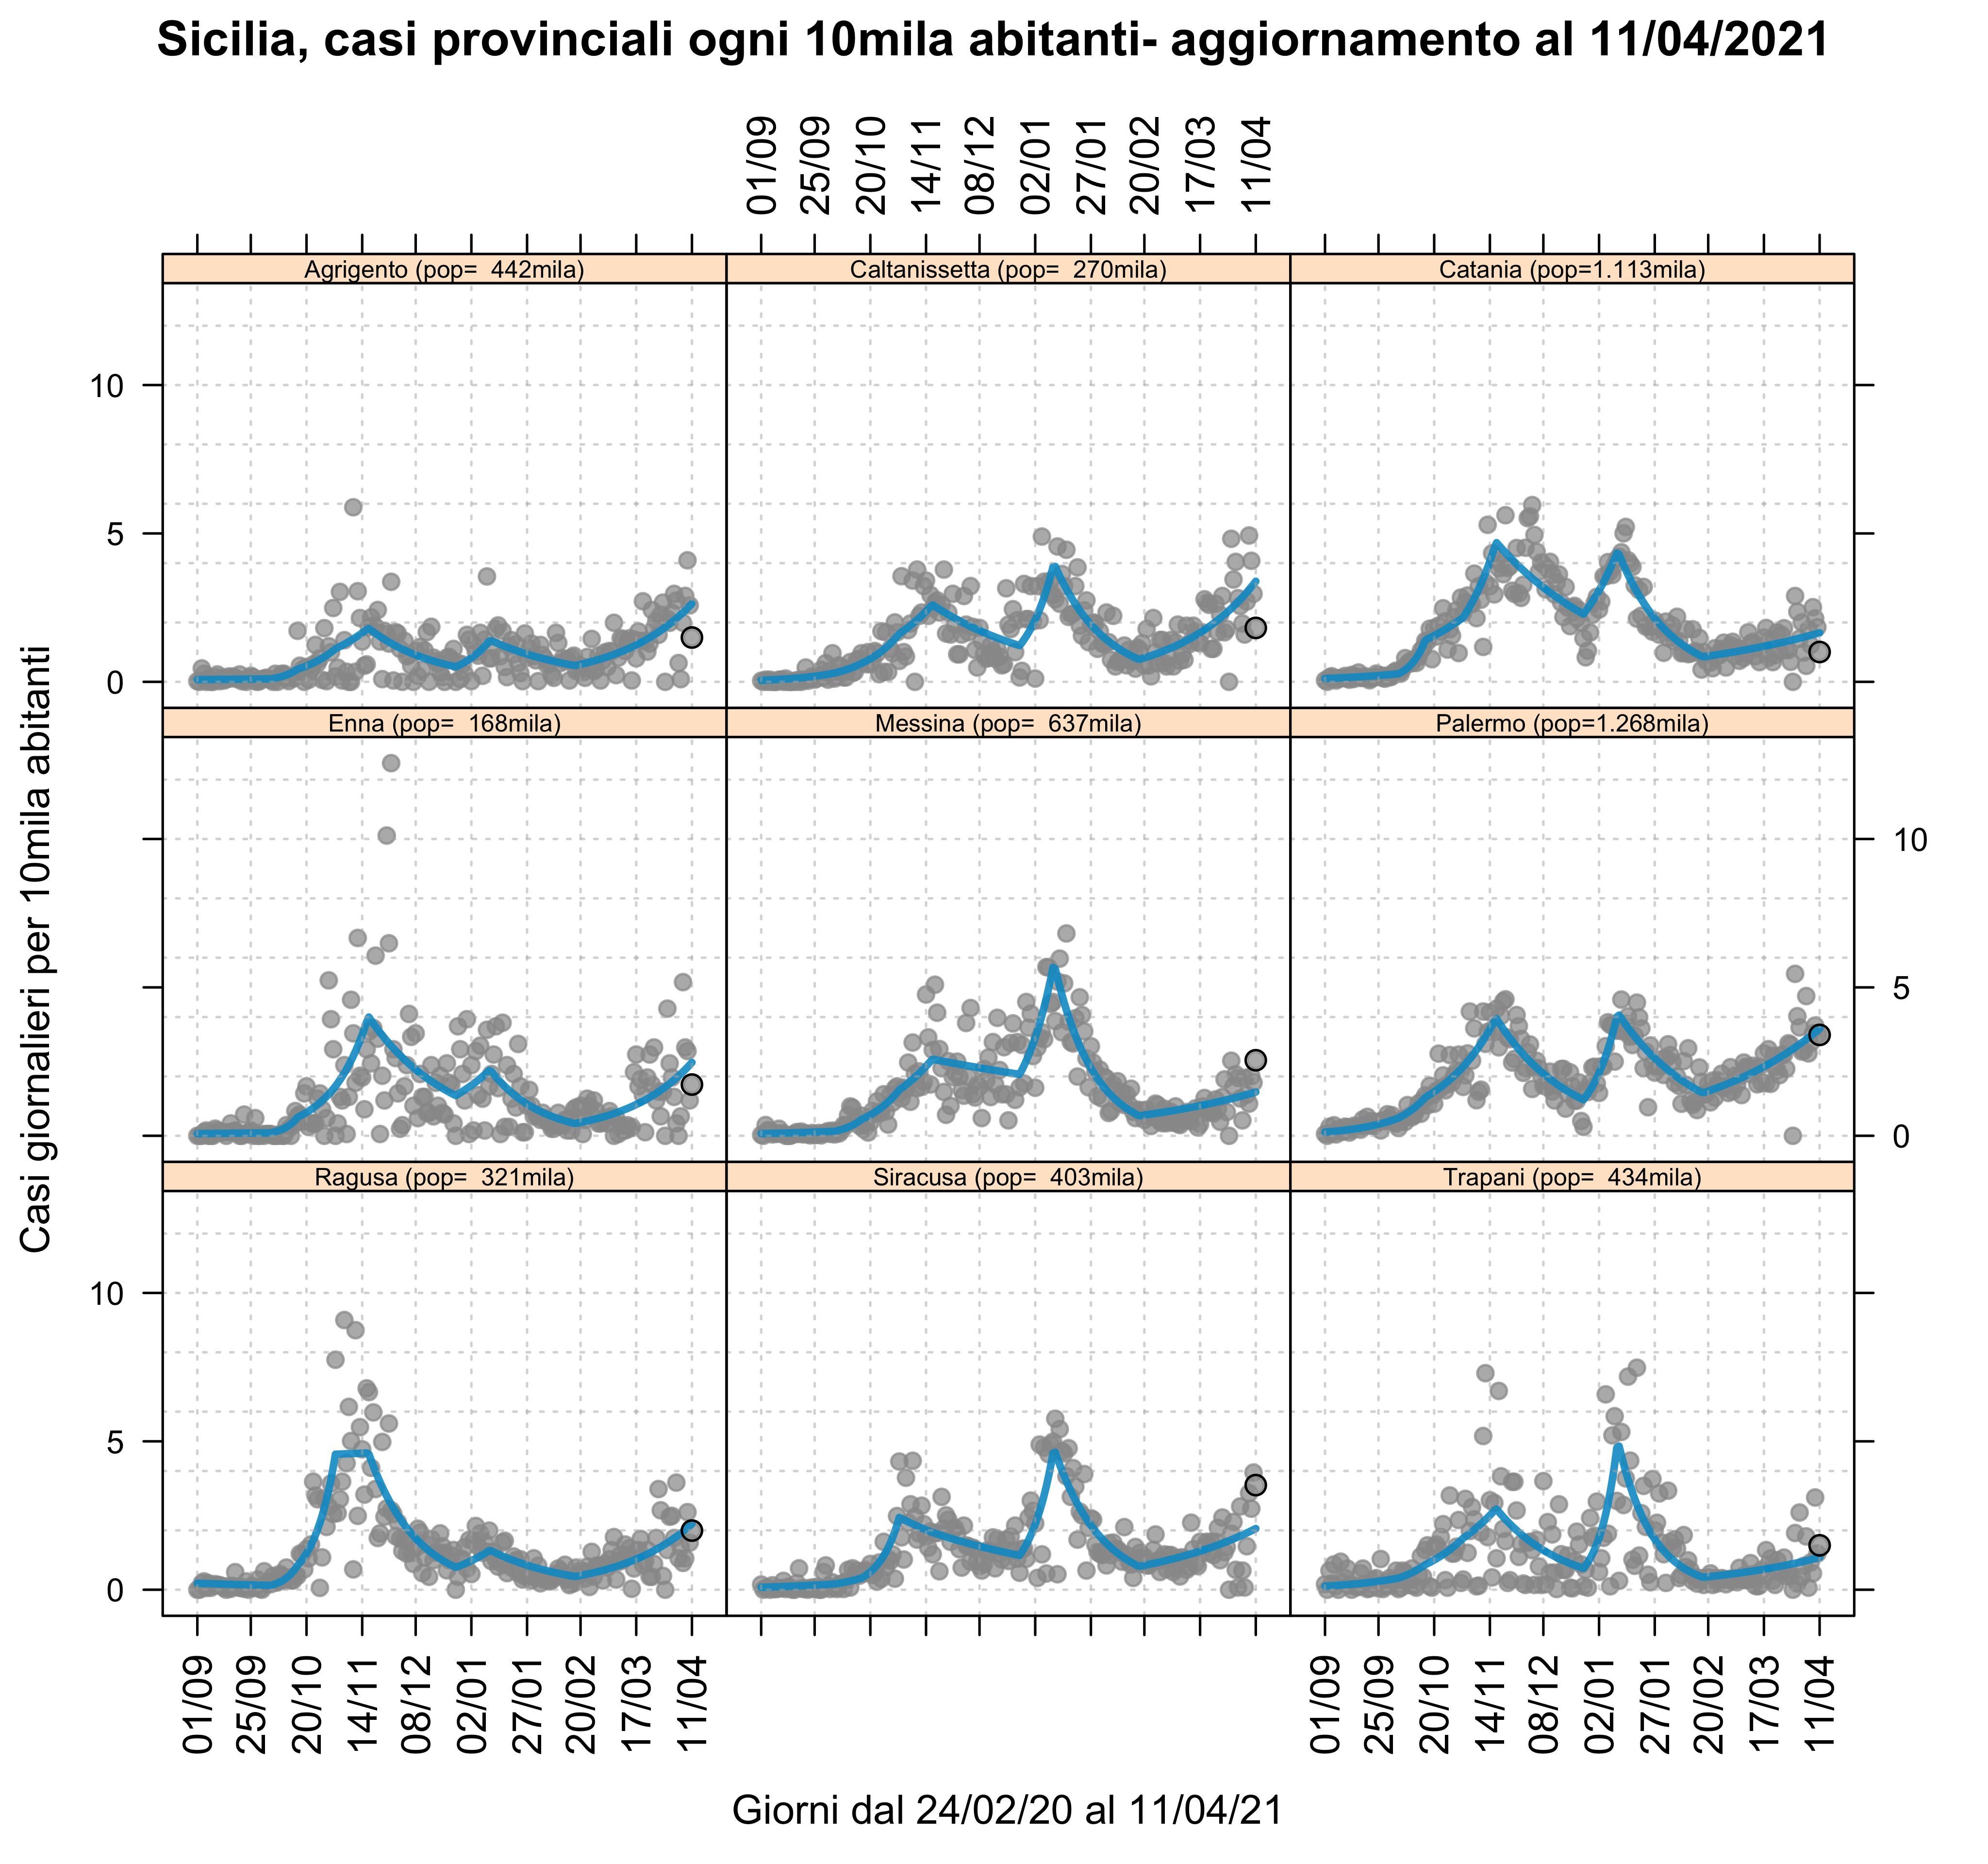 Sicilia, casi provinciali ogni 10mila abitanti- aggiornamento al 11/04/2021
01/09 25/09 20/10 14/11 08/12 02/01 27/01 20/02 17/03 11/04
Agrigento (pop=  442mila)
Caltanissetta (pop=  270mila)
Catania (pop=1.113mila)
10
5
0
Enna (pop=  168mila)
Messina (pop=  637mila)
Palermo (pop=1.268mila)
10
5
0
Ragusa (pop=  321mila)
Siracusa (pop=  403mila)
Trapani (pop=  434mila)
10
5
0
Casi giornalieri per 10mila abitanti
01/09 25/09 20/10 14/11 08/12 02/01 27/01 20/02 17/03 11/04
01/09 25/09 20/10 14/11 08/12 02/01 27/01 20/02 17/03 11/04
Giorni dal 24/02/20 al 11/04/21